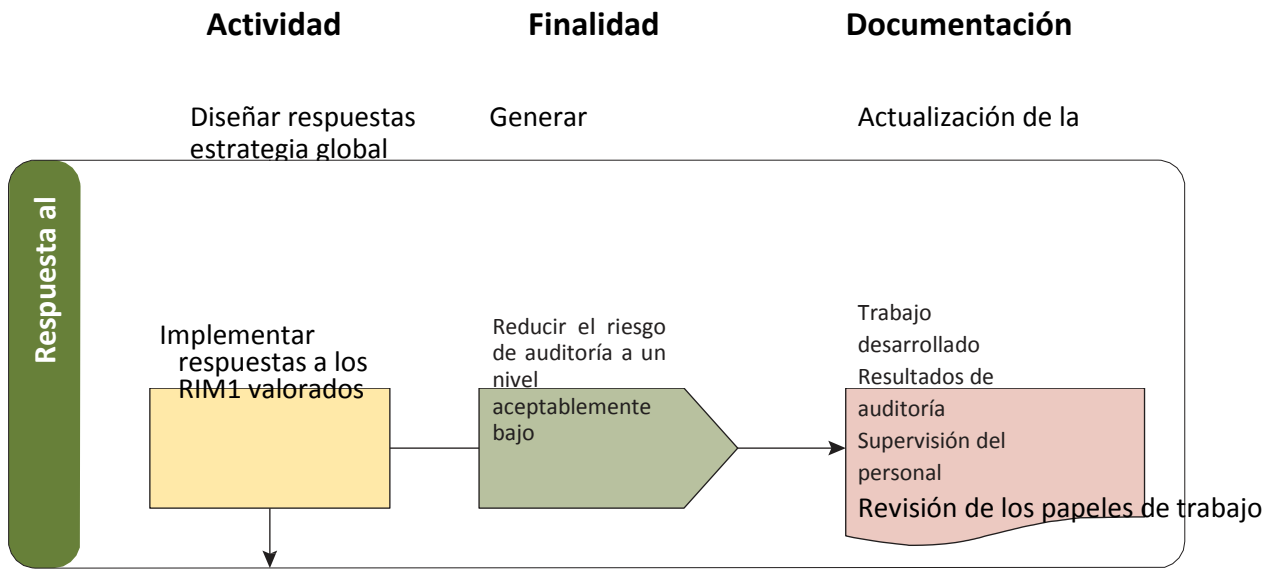 Actividad
Finalidad
Documentación
Diseñar respuestas
estrategia global
Generar
Actualización de la
Respuesta al
Implementar
respuestas a los
RIM1 valorados
Reducir el riesgo
de auditoría a un
nivel
aceptablemente
bajo
Trabajo
desarrollado
Resultados de
auditoría
Supervisión del
personal
Revisión de los papeles de trabajo